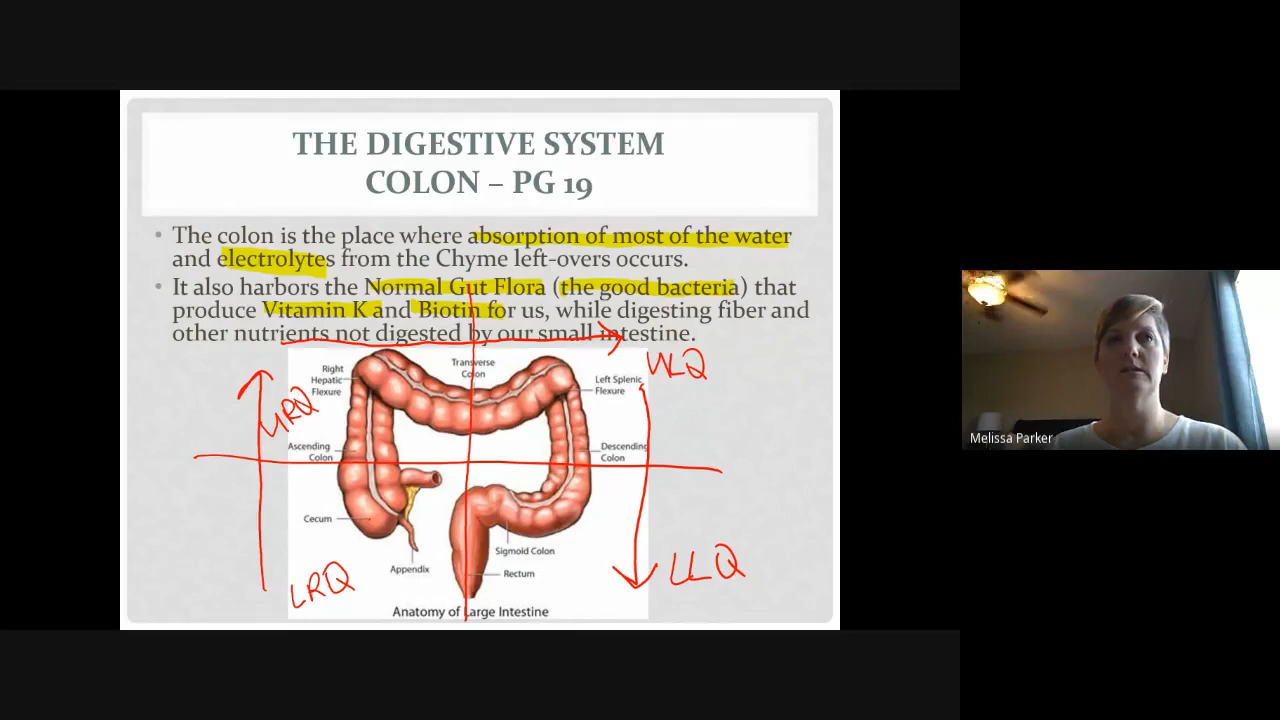 THE DIGESTIVE SYSTEM
COLON – PG 19
• The colon is the place where absorption of most of the water
and electrolytes from the Chyme left-overs occurs.
• It also harbors the Normal Gut Flora (the good bacteria) that
produce Vitamin K and Biotin for us, while digesting fiber and
other nutrients not digested by our small intestine.
Right
Hepatic
Flexure
Transverse
Colon
Left Splenic
Flexure
ULQ
URQ
Ascending
Colon
Descending
Colon
Cecum
Appendix
Sigmoid Colon
Rectum
LRQ
LLQ
Anatomy of Large Intestine
Melissa Parker